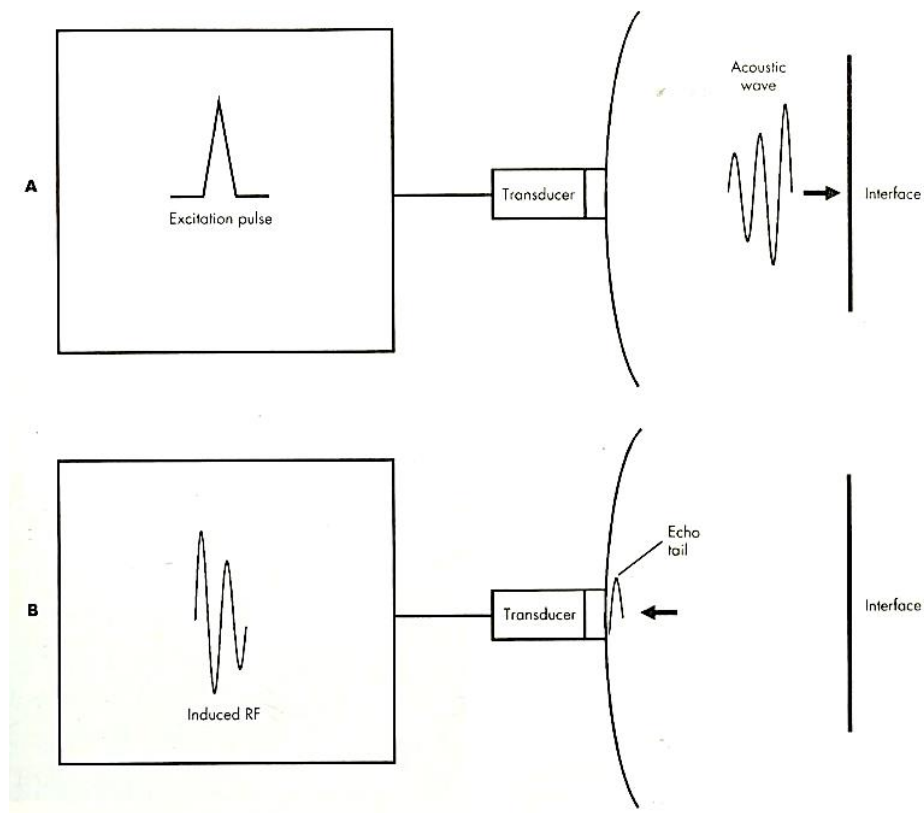 A
Excitation pulse
Transducer
Acoustic
wave
Interface
B
Induced RF
Transducer
Echo
tail
Interface